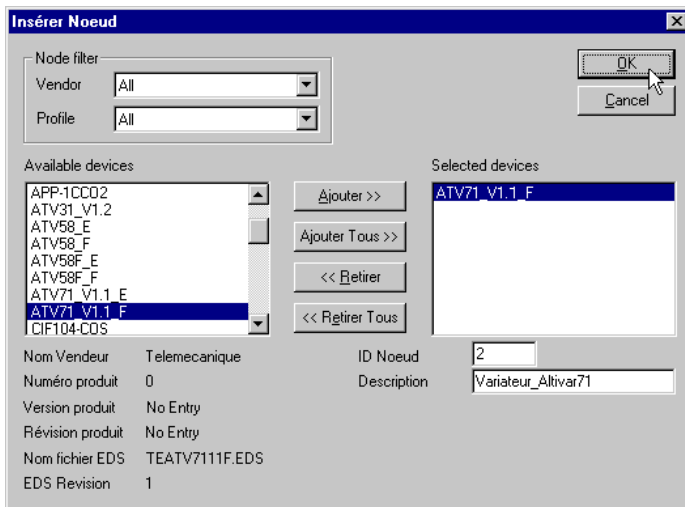 Insérer Noeud
Node filter
Vendor All
Profile All
OK
Cancel
Available devices
APP-1CCO2
ATV31_V1.2
ATV58_E
ATV58_F
ATV58F_E
ATV58F_F
ATV71_V1.1_E
ATV71_V1.1_F
CIF104-COS
Ajouter >>
Ajouter Tous >>
<< Retirer
<< Retirer Tous
Selected devices
ATV71_V1.1_F
Nom Vendeur Telemecanique
Numéro produit 0
Version produit No Entry
Révision produit No Entry
Nom fichier EDS TEATV7111F.EDS
EDS Revision 1
ID Noeud 2
Description Variateur_Altivar71